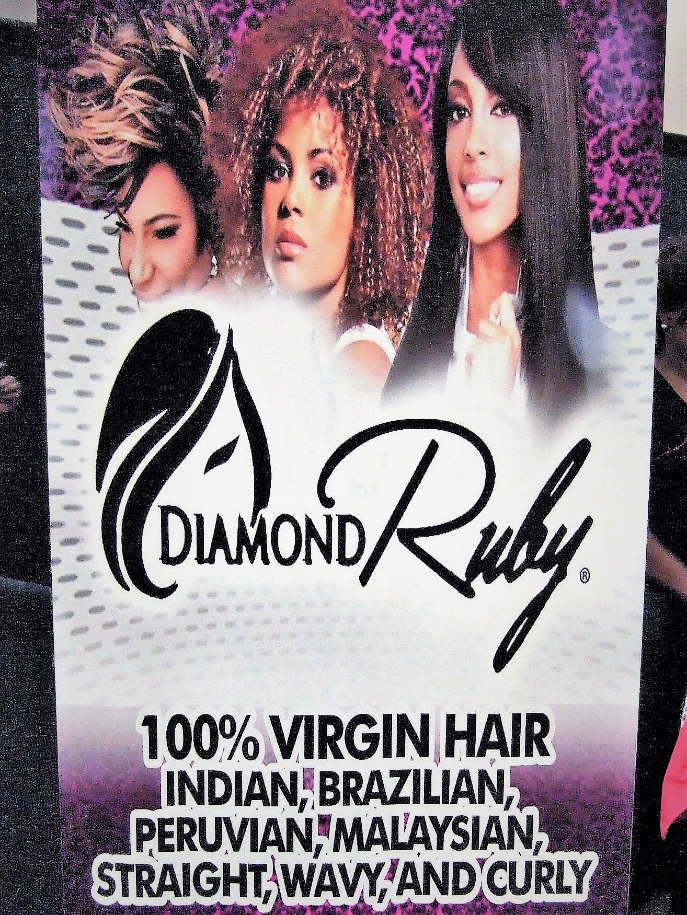 DIAMOND Ruby ®
100% VIRGIN HAIR
INDIAN, BRAZILIAN,
PERUVIAN, MALAYSIAN,
STRAIGHT, WAVY, AND CURLY